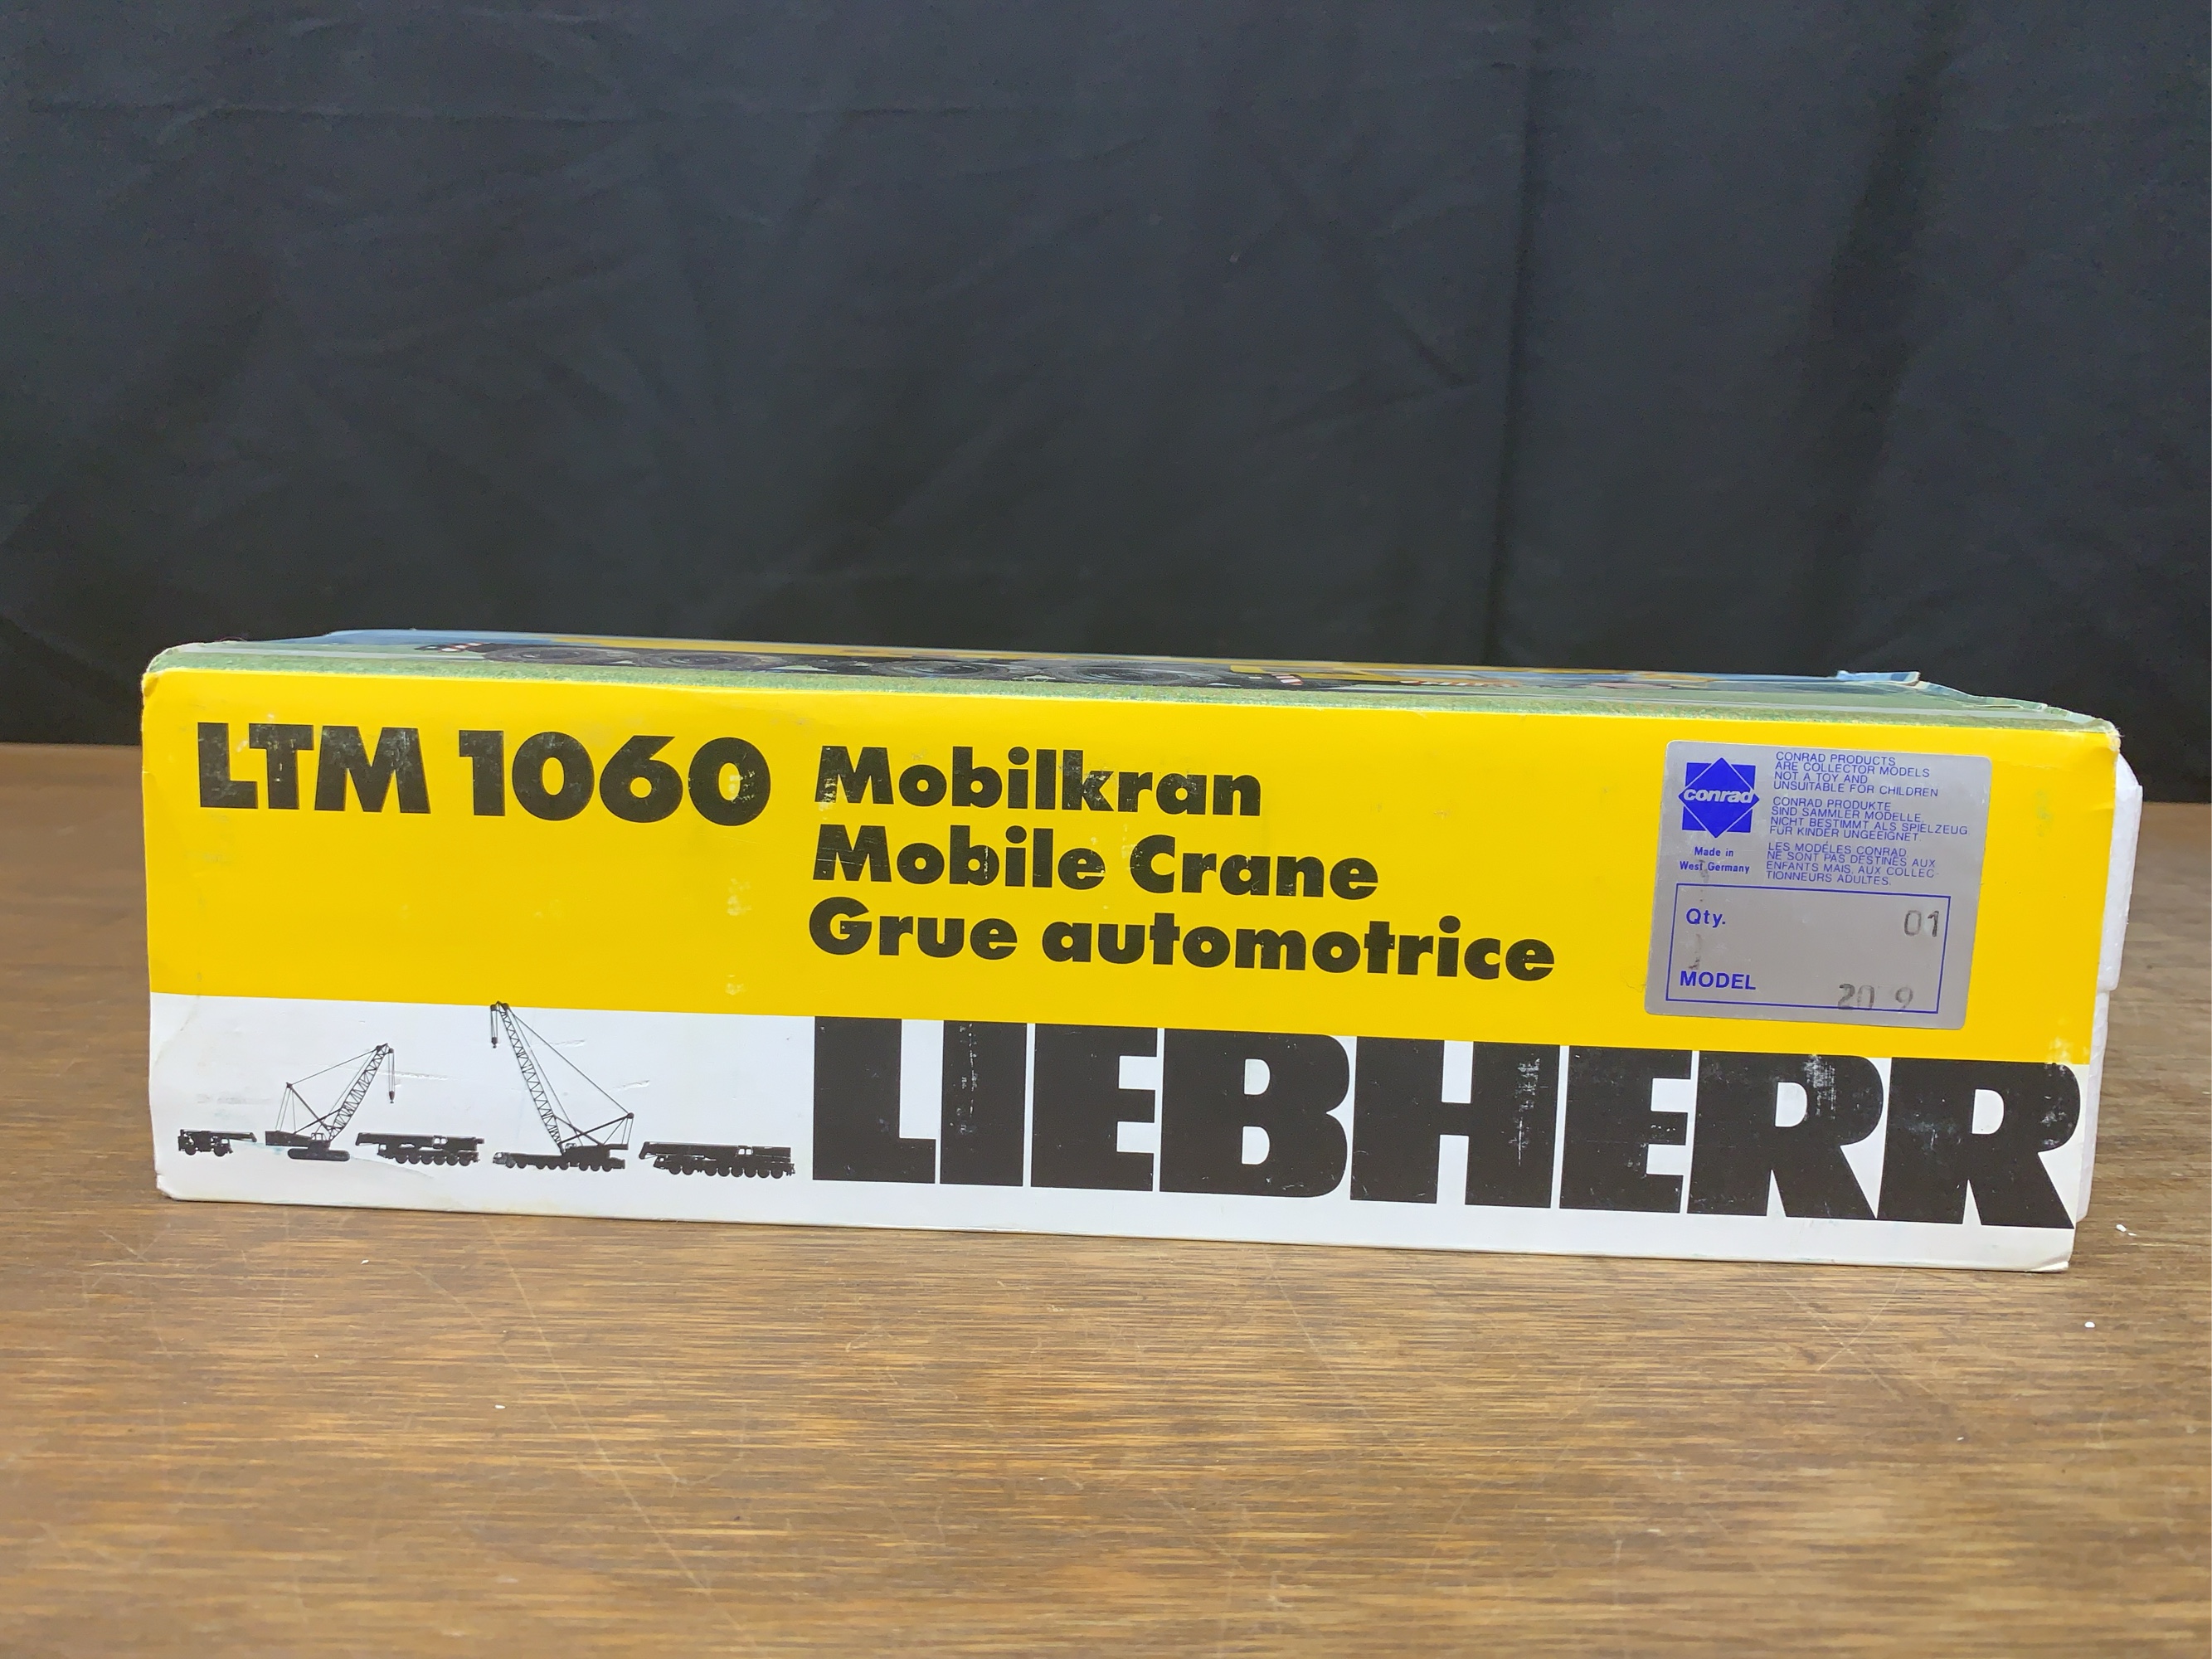 LTM 1060
Mobilkran
Mobile Crane
Grue automotrice
LIEBHERR
conrad
Made in
West Germany
CONRAD PRODUCTS
ARE COLLECTOR MODELS
NOT A TOY AND
UNSUITABLE FOR CHILDREN
CONRAD PRODUKTE
SIND SAMMLER MODELLE,
NICHT BESTIMMT ALS SPIELZEUG
FÜR KINDER UNGEEIGNET.
LES MODÉLES CONRAD
NE SONT PAS DESTINÉS AUX
ENFANTS MAIS, AUX COLLEC-
TIONNEURS ADULTES.
Qty. 01
MODEL